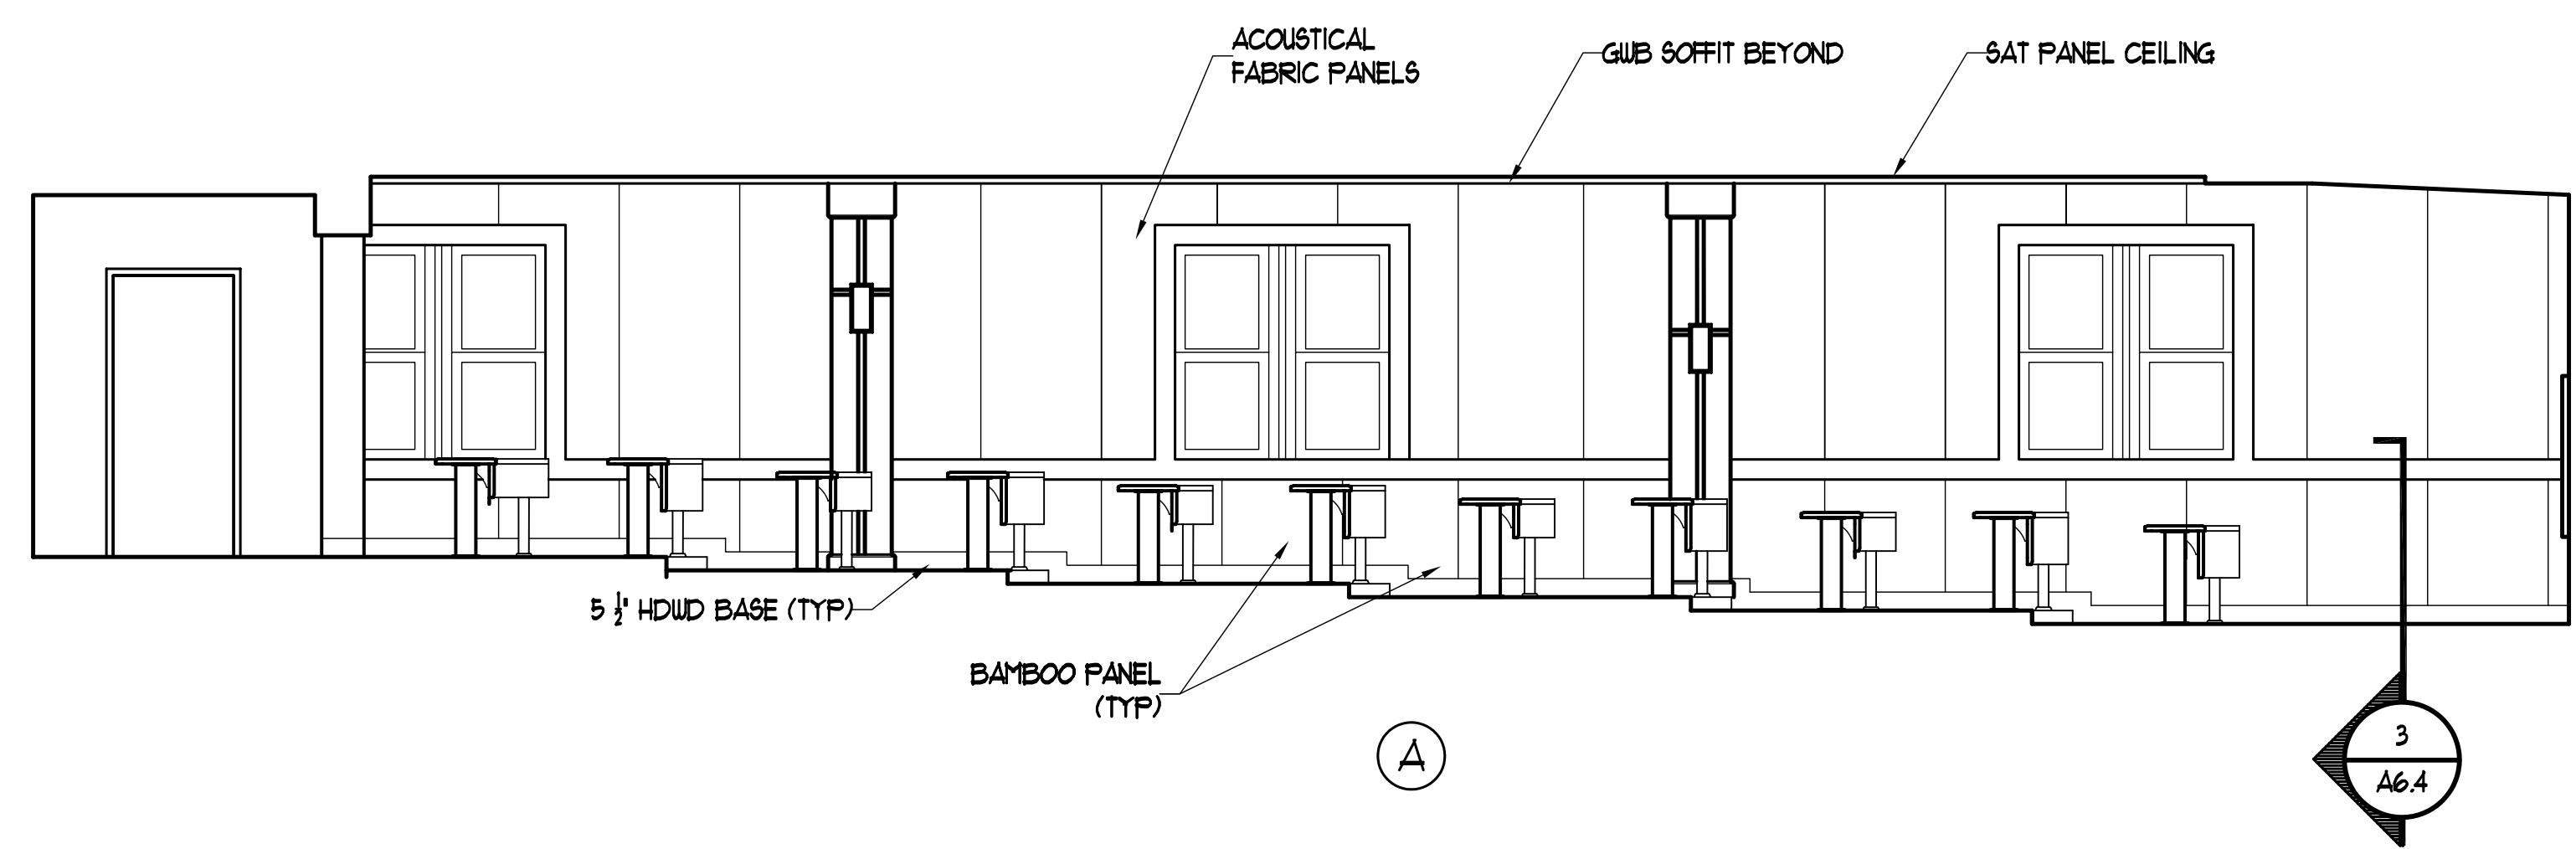 ACOUSTICAL
FABRIC PANELS
GWB SOFFIT BEYOND
SAT PANEL CEILING
5 1/2" HDWD BASE (TYP)
BAMBOO PANEL
(TYP)
A
3
A6.4